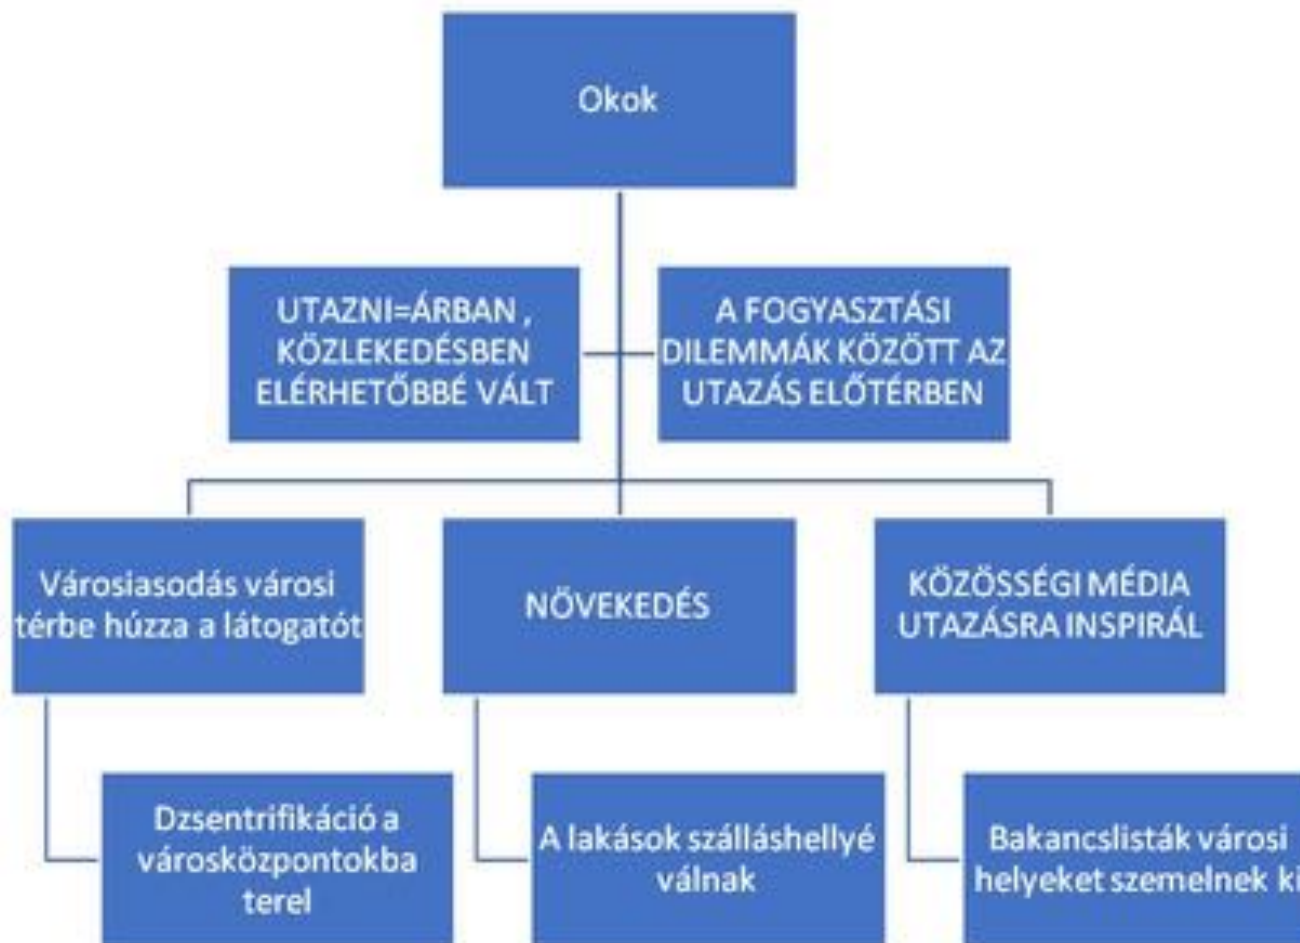 Okok
UTAZNI=ÁRBAN ,
KÖZLEKEDÉSBEN
ELÉRHETŐBBÉ VÁLT
A FOGYASZTÁSI
DILEMMÁK KÖZÖTT AZ
UTAZÁS ELŐTÉRBEN
Városiasodás városi
térbe húzza a látogatót
NÖVEKEDÉS
KÖZÖSSÉGI MÉDIA
UTAZÁSRA INSPIRÁL
Dzsentrifikáció a
városközpontokba
terel
A lakások szálláshellyé
válnak
Bakancslisták városi
helyeket szemelnek ki